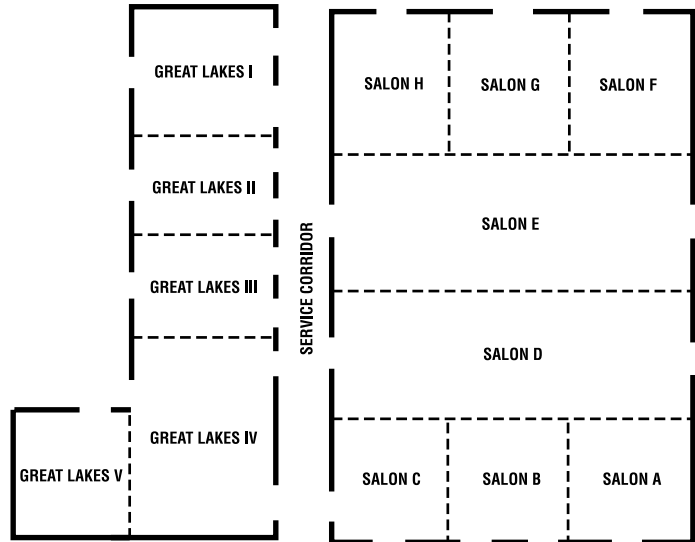 GREAT LAKES I
SALON H
SALON G
SALON F
GREAT LAKES II
SALON E
SERVICE CORRIDOR
GREAT LAKES III
SALON D
GREAT LAKES IV
GREAT LAKES V
SALON C
SALON B
SALON A